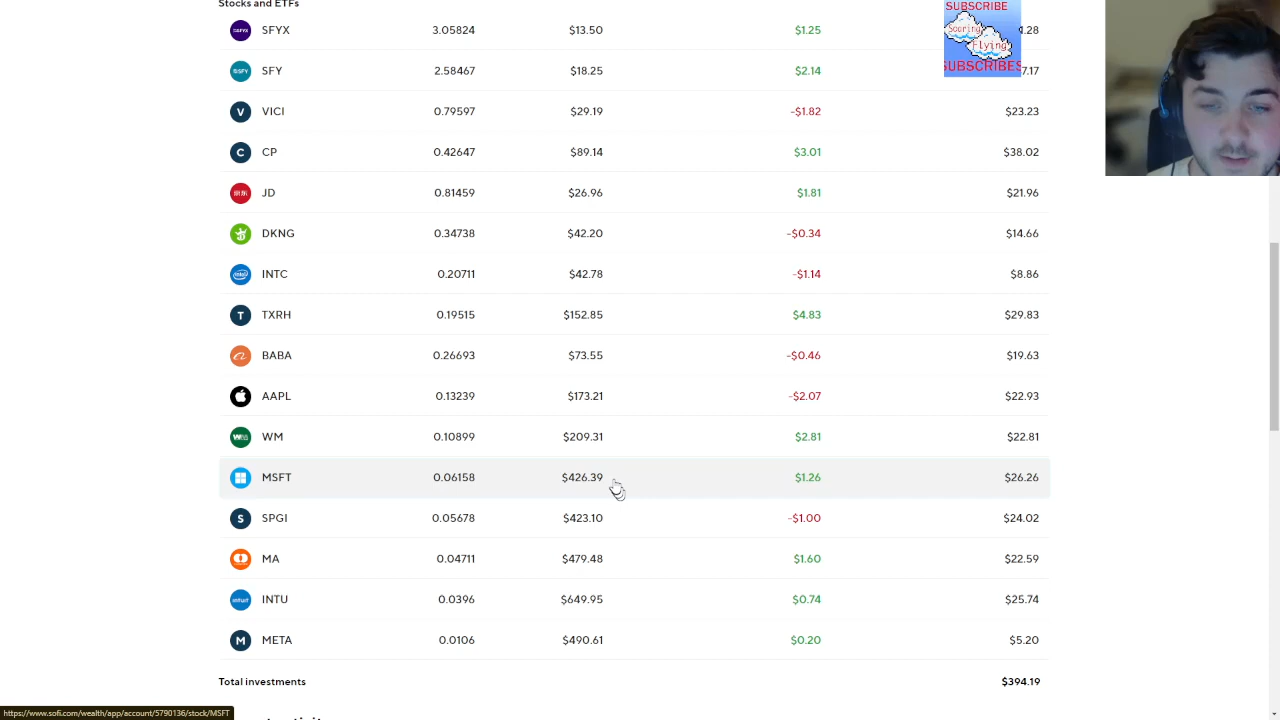 Stocks and ETFs
SFYX 3.05824 $13.50 $1.25 1.28
SFY 2.58467 $18.25 $2.14 7.17
VICI 0.79597 $29.19 -$1.82 $23.23
CP 0.42647 $89.14 $3.01 $38.02
JD 0.81459 $26.96 $1.81 $21.96
DKNG 0.34738 $42.20 -$0.34 $14.66
INTC 0.20711 $42.78 -$1.14 $8.86
TXRH 0.19515 $152.85 $4.83 $29.83
BABA 0.26693 $73.55 -$0.46 $19.63
AAPL 0.13239 $173.21 -$2.07 $22.93
WM 0.10899 $209.31 $2.81 $22.81
MSFT 0.06158 $426.39 $1.26 $26.26
SPGI 0.05678 $423.10 -$1.00 $24.02
MA 0.04711 $479.48 $1.60 $22.59
INTU 0.0396 $649.95 $0.74 $25.74
META 0.0106 $490.61 $0.20 $5.20
Total investments $394.19
https://www.sofi.com/wealth/app/account/5790136/stock/MSFT
SUBSCRIBE
Soaring
Flying
SUBSCRIBES